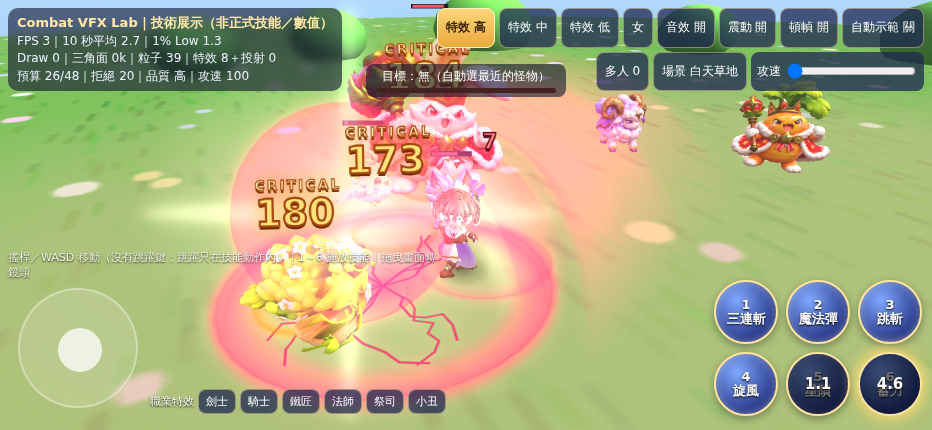 Combat VFX Lab｜技術展示（非正式技能／數值）
FPS 3｜10 秒平均 2.7｜1% Low 1.3
Draw 0｜三角面 0k｜粒子 39｜特效 8＋投射 0
預算 26/48｜拒絕 20｜品質 高｜攻速 100
特效 高
特效 中
特效 低
女
音效 開
震動 開
頓幀 開
自動示範 關
多人 0
場景 白天草地
攻速
CRITICAL
184
目標：無（自動選最近的怪物）
CRITICAL
173
7
CRITICAL
180
搖桿／WASD 移動（沒有跳躍鍵；跳躍只在技能動作內）｜1–6 施放技能｜拖曳畫面轉
鏡頭
1
三連斬
2
魔法彈
3
跳斬
4
旋風
5
1.1
星隕
6
4.6
蓄力
職業特效
劍士
騎士
鐵匠
法師
祭司
小丑